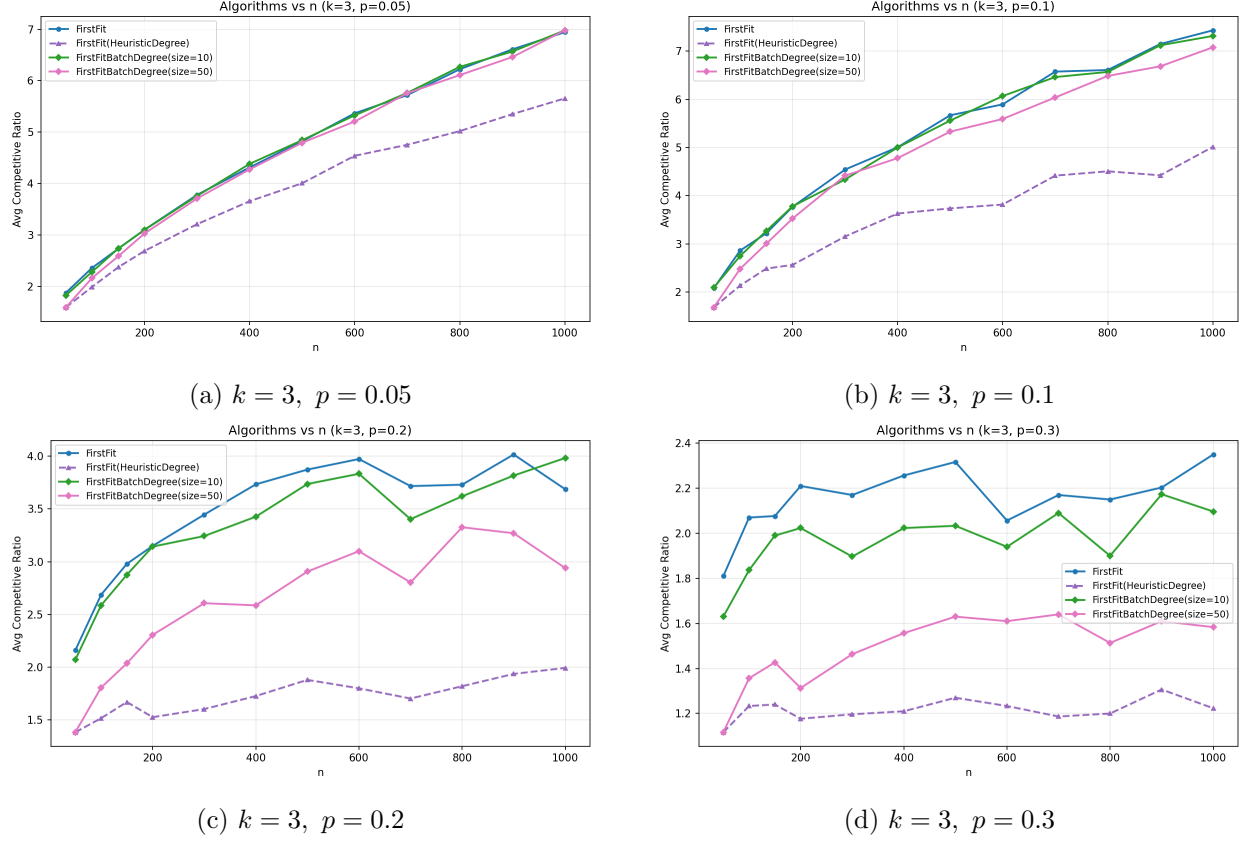 Algorithms vs n (k=3, p=0.05)
FirstFit
FirstFit(HeuristicDegree)
FirstFitBatchDegree(size=10)
FirstFitBatchDegree(size=50)
Avg Competitive Ratio
7
6
5
4
3
2
200
400
600
800
1000
n
(a) k = 3, p = 0.05
Algorithms vs n (k=3, p=0.1)
FirstFit
FirstFit(HeuristicDegree)
FirstFitBatchDegree(size=10)
FirstFitBatchDegree(size=50)
Avg Competitive Ratio
7
6
5
4
3
2
200
400
600
800
1000
n
(b) k = 3, p = 0.1
Algorithms vs n (k=3, p=0.2)
FirstFit
FirstFit(HeuristicDegree)
FirstFitBatchDegree(size=10)
FirstFitBatchDegree(size=50)
Avg Competitive Ratio
4.0
3.5
3.0
2.5
2.0
1.5
200
400
600
800
1000
n
(c) k = 3, p = 0.2
Algorithms vs n (k=3, p=0.3)
FirstFit
FirstFit(HeuristicDegree)
FirstFitBatchDegree(size=10)
FirstFitBatchDegree(size=50)
Avg Competitive Ratio
2.4
2.2
2.0
1.8
1.6
1.4
1.2
200
400
600
800
1000
n
(d) k = 3, p = 0.3